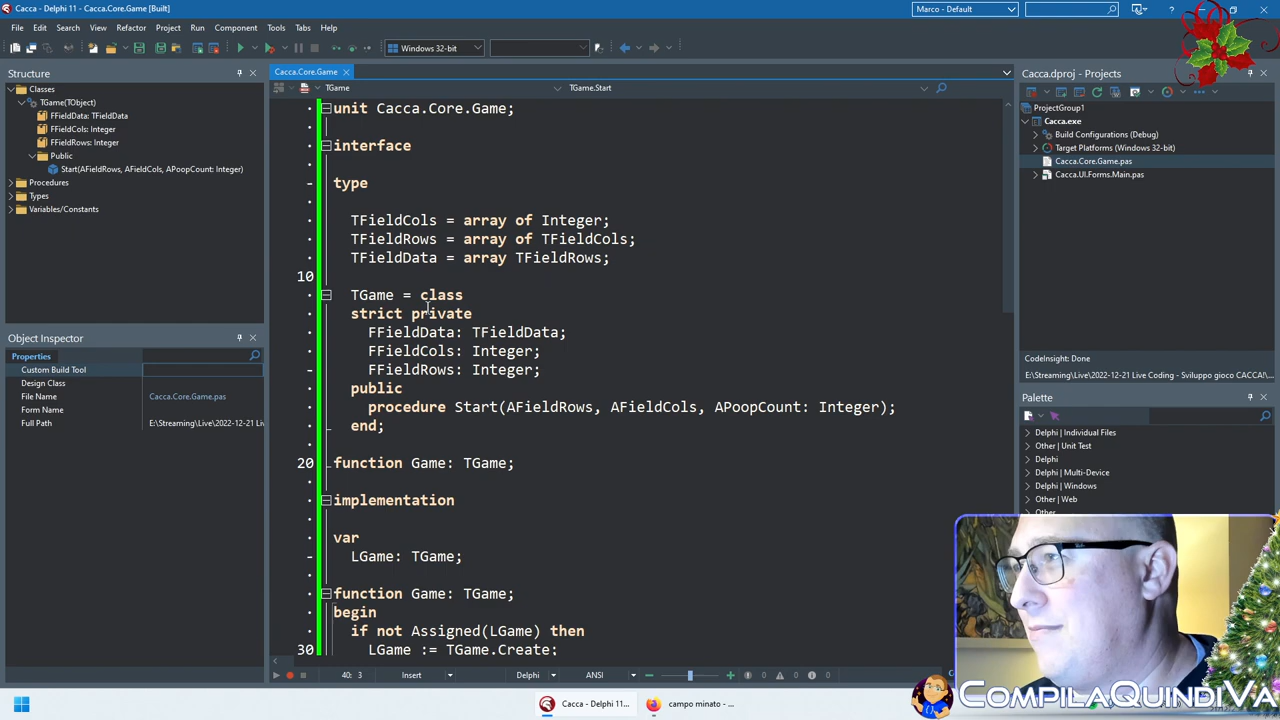 Cacca - Delphi 11 - Cacca.Core.Game [Built]
Marco - Default
File Edit Search View Refactor Project Run Component Tools Tabs Help
Windows 32-bit
Structure
Classes
TGame(TObject)
FFieldData: TFieldData
FFieldCols: Integer
FFieldRows: Integer
Public
Start(AFieldRows, AFieldCols, APoopCount: Integer)
Procedures
Types
Variables/Constants
Object Inspector
Properties
Custom Build Tool
Design Class
File Name Cacca.Core.Game.pas
Form Name
Full Path E:\Streaming\Live\2022-12-21 Li
Cacca.Core.Game
TGame TGame.Start
unit Cacca.Core.Game;
interface
type
TFieldCols = array of Integer;
TFieldRows = array of TFieldCols;
TFieldData = array TFieldRows;
10
TGame = class
strict private
FFieldData: TFieldData;
FFieldCols: Integer;
FFieldRows: Integer;
public
procedure Start(AFieldRows, AFieldCols, APoopCount: Integer);
end;
20 function Game: TGame;
implementation
var
LGame: TGame;
function Game: TGame;
begin
if not Assigned(LGame) then
30 LGame := TGame.Create;
40: 3 Insert Delphi ANSI 0 0 0
Cacca.dproj - Projects
ProjectGroup1
Cacca.exe
Build Configurations (Debug)
Target Platforms (Windows 32-bit)
Cacca.Core.Game.pas
Cacca.UI.Forms.Main.pas
CodeInsight: Done
E:\Streaming\Live\2022-12-21 Live Coding - Sviluppo gioco CACCA!\
Palette
Delphi | Individual Files
Other | Unit Test
Delphi
Delphi | Multi-Device
Delphi | Windows
Other | Web
Other
Cacca - Delphi 11...
campo minato - ...
CompilaQuindiVa